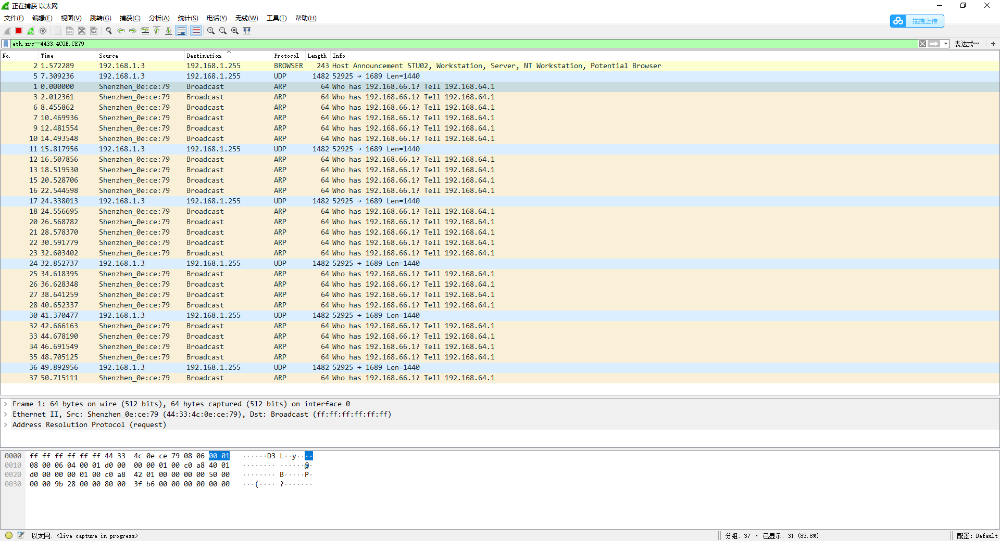 正在捕获 以太网
文件(F) 编辑(E) 视图(V) 跳转(G) 捕获(C) 分析(A) 统计(S) 电话(Y) 无线(W) 工具(T) 帮助(H)
拖拽上传
eth.src==4433.4C0E.CE79 表达式… +
No. Time Source Destination Protocol Length Info
2 1.572289 192.168.1.3 192.168.1.255 BROWSER 243 Host Announcement STU02, Workstation, Server, NT Workstation, Potential Browser
5 7.309236 192.168.1.3 192.168.1.255 UDP 1482 52925 → 1689 Len=1440
1 0.000000 Shenzhen_0e:ce:79 Broadcast ARP 64 Who has 192.168.66.1? Tell 192.168.64.1
3 2.012361 Shenzhen_0e:ce:79 Broadcast ARP 64 Who has 192.168.66.1? Tell 192.168.64.1
6 8.455862 Shenzhen_0e:ce:79 Broadcast ARP 64 Who has 192.168.66.1? Tell 192.168.64.1
7 10.469936 Shenzhen_0e:ce:79 Broadcast ARP 64 Who has 192.168.66.1? Tell 192.168.64.1
9 12.481554 Shenzhen_0e:ce:79 Broadcast ARP 64 Who has 192.168.66.1? Tell 192.168.64.1
10 14.493548 Shenzhen_0e:ce:79 Broadcast ARP 64 Who has 192.168.66.1? Tell 192.168.64.1
11 15.817956 192.168.1.3 192.168.1.255 UDP 1482 52925 → 1689 Len=1440
12 16.507856 Shenzhen_0e:ce:79 Broadcast ARP 64 Who has 192.168.66.1? Tell 192.168.64.1
13 18.519530 Shenzhen_0e:ce:79 Broadcast ARP 64 Who has 192.168.66.1? Tell 192.168.64.1
15 20.528706 Shenzhen_0e:ce:79 Broadcast ARP 64 Who has 192.168.66.1? Tell 192.168.64.1
16 22.544598 Shenzhen_0e:ce:79 Broadcast ARP 64 Who has 192.168.66.1? Tell 192.168.64.1
17 24.338013 192.168.1.3 192.168.1.255 UDP 1482 52925 → 1689 Len=1440
18 24.556695 Shenzhen_0e:ce:79 Broadcast ARP 64 Who has 192.168.66.1? Tell 192.168.64.1
20 26.568782 Shenzhen_0e:ce:79 Broadcast ARP 64 Who has 192.168.66.1? Tell 192.168.64.1
21 28.578370 Shenzhen_0e:ce:79 Broadcast ARP 64 Who has 192.168.66.1? Tell 192.168.64.1
22 30.591779 Shenzhen_0e:ce:79 Broadcast ARP 64 Who has 192.168.66.1? Tell 192.168.64.1
23 32.603402 Shenzhen_0e:ce:79 Broadcast ARP 64 Who has 192.168.66.1? Tell 192.168.64.1
24 32.852737 192.168.1.3 192.168.1.255 UDP 1482 52925 → 1689 Len=1440
25 34.618395 Shenzhen_0e:ce:79 Broadcast ARP 64 Who has 192.168.66.1? Tell 192.168.64.1
26 36.628348 Shenzhen_0e:ce:79 Broadcast ARP 64 Who has 192.168.66.1? Tell 192.168.64.1
27 38.641259 Shenzhen_0e:ce:79 Broadcast ARP 64 Who has 192.168.66.1? Tell 192.168.64.1
28 40.652337 Shenzhen_0e:ce:79 Broadcast ARP 64 Who has 192.168.66.1? Tell 192.168.64.1
30 41.370477 192.168.1.3 192.168.1.255 UDP 1482 52925 → 1689 Len=1440
32 42.666163 Shenzhen_0e:ce:79 Broadcast ARP 64 Who has 192.168.66.1? Tell 192.168.64.1
33 44.678190 Shenzhen_0e:ce:79 Broadcast ARP 64 Who has 192.168.66.1? Tell 192.168.64.1
34 46.691549 Shenzhen_0e:ce:79 Broadcast ARP 64 Who has 192.168.66.1? Tell 192.168.64.1
35 48.705125 Shenzhen_0e:ce:79 Broadcast ARP 64 Who has 192.168.66.1? Tell 192.168.64.1
36 49.892956 192.168.1.3 192.168.1.255 UDP 1482 52925 → 1689 Len=1440
37 50.715111 Shenzhen_0e:ce:79 Broadcast ARP 64 Who has 192.168.66.1? Tell 192.168.64.1
Frame 1: 64 bytes on wire (512 bits), 64 bytes captured (512 bits) on interface 0
Ethernet II, Src: Shenzhen_0e:ce:79 (44:33:4c:0e:ce:79), Dst: Broadcast (ff:ff:ff:ff:ff:ff)
Address Resolution Protocol (request)
0000 ff ff ff ff ff ff 44 33 4c 0e ce 79 08 06 00 01 ······D3 L··y····
0010 08 00 06 04 00 01 d0 00 00 00 01 00 c0 a8 40 01 ········ ······@·
0020 d0 00 00 00 01 00 c0 a8 42 01 00 00 00 00 50 00 ········ B·····P·
0030 00 00 9b 28 00 00 80 00 3f b6 00 00 00 00 00 00 ···(···· ?·······
以太网: <live capture in progress> 分组: 37 · 已显示: 31 (83.8%) 配置: Default